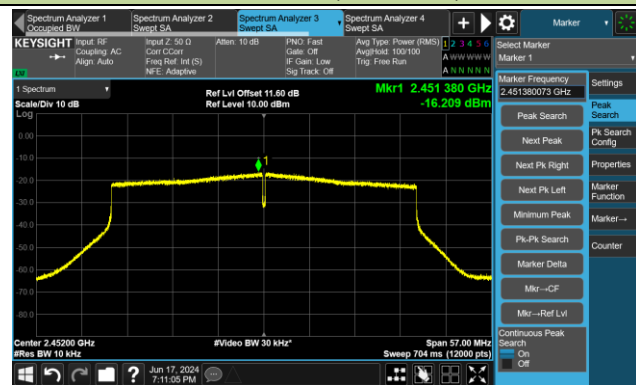 Spectrum Analyzer 1 Spectrum Analyzer 2 Spectrum Analyzer 3 Spectrum Analyzer 4 + Marker
Occupied BW Swept SA Swept SA Swept SA
KEYSIGHT Input: RF Input Z: 50 Ω Atten: 10 dB PNO: Fast Avg Type: Power (RMS) 1 2 3 4 5 6 Select Marker
Coupling: AC Corr CCorr Gate: Off Avg|Hold: 100/100 A W W W W W Marker 1
Align: Auto Freq Ref: Int (S) IF Gain: Low Trig: Free Run
NFE: Adaptive Sig Track: Off A N N N N N
1 Spectrum Ref Lvl Offset 11.60 dB Mkr1 2.451 380 GHz Marker Frequency Settings
Scale/Div 10 dB Ref Level 10.00 dBm -16.209 dBm 2.451380073 GHz
Log Peak Search Peak Search
0.00 Next Peak Pk Search Config
-10.0 1 Next Pk Right Properties
-20.0 Next Pk Left Marker Function
-30.0 Minimum Peak Marker→
-40.0
-50.0 Pk-Pk Search Counter
-60.0 Marker Delta
-70.0 Mkr→CF
-80.0 Mkr→Ref Lvl
Continuous Peak Search
On
Off
Center 2.45200 GHz #Video BW 30 kHz* Span 57.00 MHz
#Res BW 10 kHz Sweep 704 ms (12000 pts)
? Jun 17, 2024
7:11:05 PM